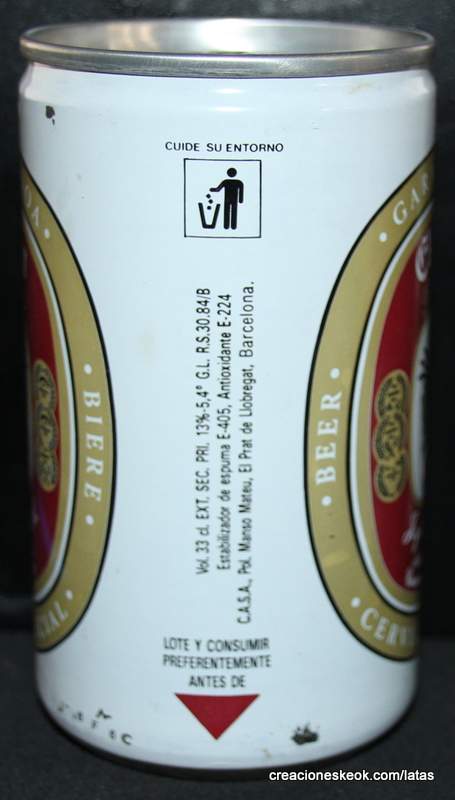 CUIDE SU ENTORNO
Vol. 33 cl. EXT. SEC. PRI. 13%-5,4° G.L. R.S.30.84/B
Estabilizador de espuma E-405, Antioxidante E-224
C.A.S.A., Pol. Manso Mateu, El Prat de Llobregat, Barcelona.
• BIERE •
• BEER •
LOTE Y CONSUMIR
PREFERENTEMENTE
ANTES DE
creacioneskeok.com/latas